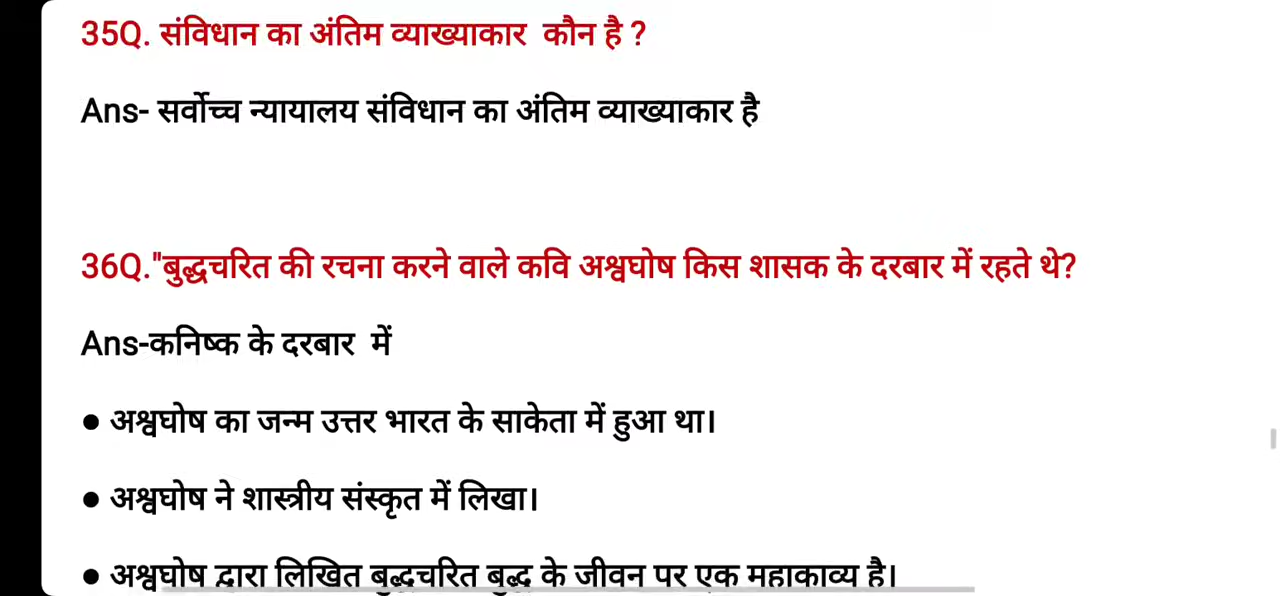 35Q. संविधान का अंतिम व्याख्याकार कौन है ?
Ans- सर्वोच्च न्यायालय संविधान का अंतिम व्याख्याकार है
36Q."बुद्धचरित की रचना करने वाले कवि अश्वघोष किस शासक के दरबार में रहते थे?
Ans-कनिष्क के दरबार में
● अश्वघोष का जन्म उत्तर भारत के साकेता में हुआ था।
● अश्वघोष ने शास्त्रीय संस्कृत में लिखा।
● अश्वघोष द्वारा लिखित बुद्धचरित बुद्ध के जीवन पर एक महाकाव्य है।